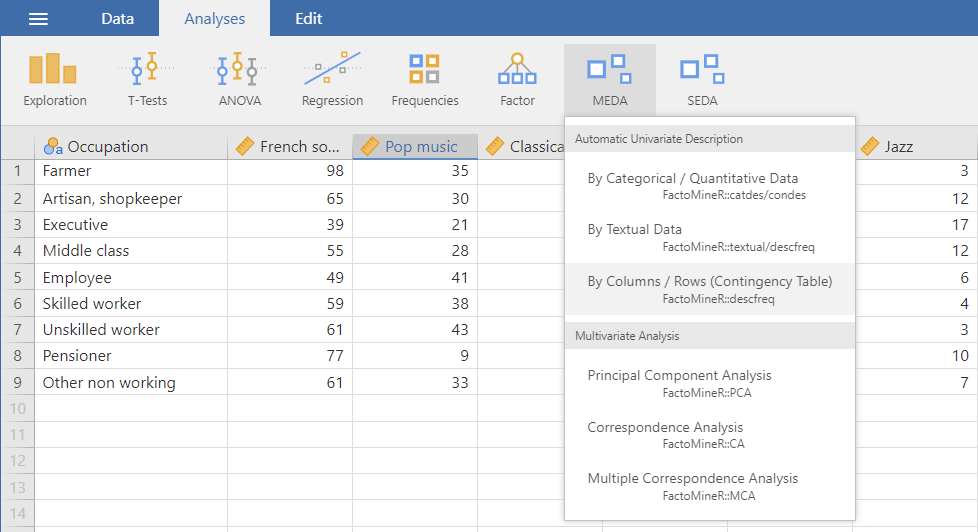 Data Analyses Edit
Exploration T-Tests ANOVA Regression Frequencies Factor MEDA SEDA
Occupation French so... Pop music Classica Jazz
1 Farmer 98 35 3
2 Artisan, shopkeeper 65 30 12
3 Executive 39 21 17
4 Middle class 55 28 12
5 Employee 49 41 6
6 Skilled worker 59 38 4
7 Unskilled worker 61 43 3
8 Pensioner 77 9 10
9 Other non working 61 33 7
10
11
12
13
14
Automatic Univariate Description
By Categorical / Quantitative Data
FactoMineR::catdes/condes
By Textual Data
FactoMineR::textual/descfreq
By Columns / Rows (Contingency Table)
FactoMineR::descfreq
Multivariate Analysis
Principal Component Analysis
FactoMineR::PCA
Correspondence Analysis
FactoMineR::CA
Multiple Correspondence Analysis
FactoMineR::MCA